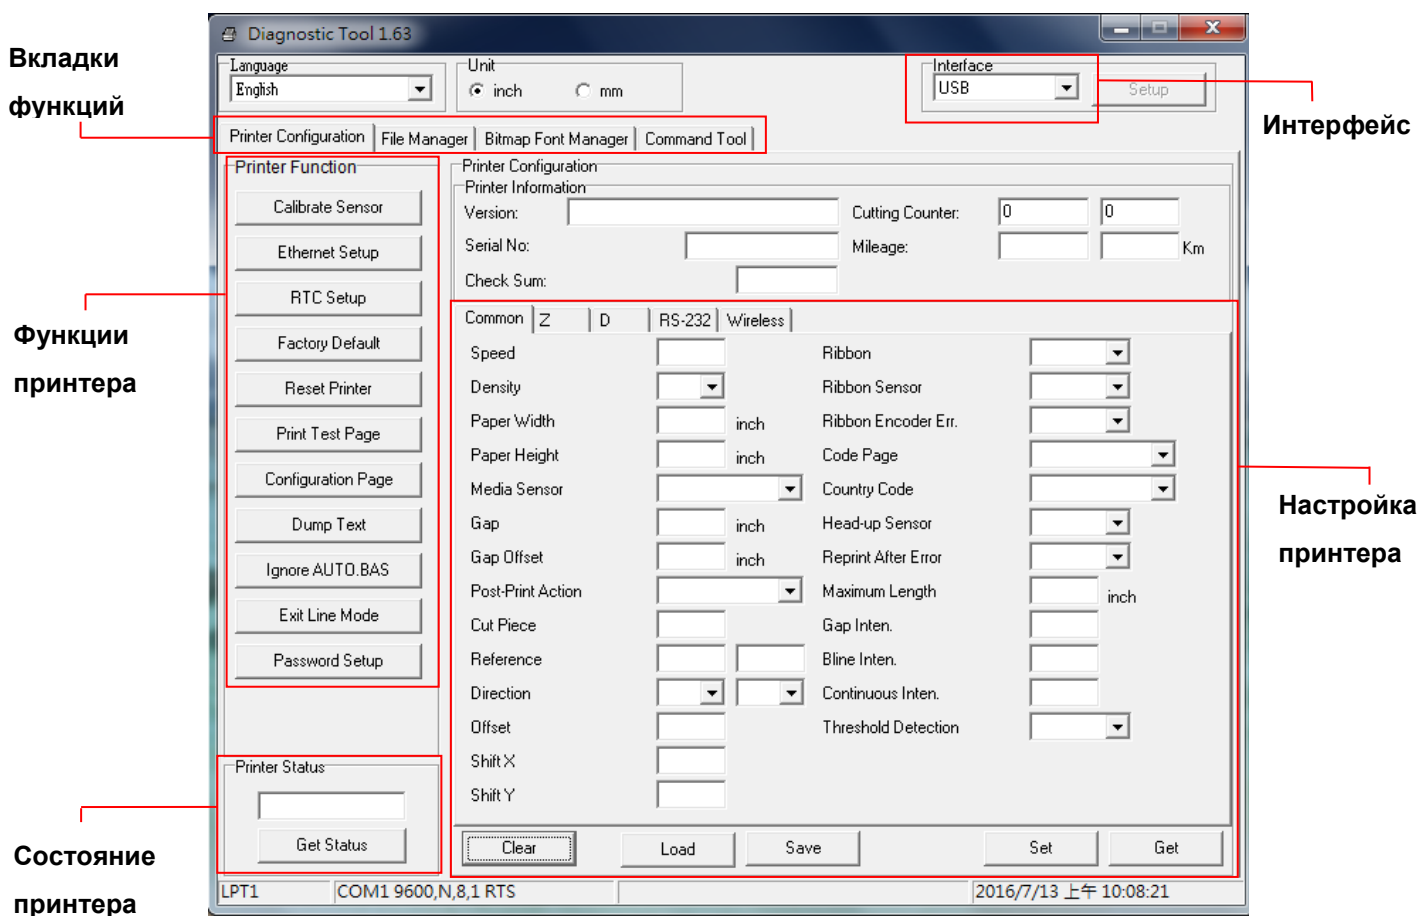 Diagnostic Tool 1.63
Вкладки
функций
Language
English
Unit
inch
mm
Interface
USB
Setup
Интерфейс
Printer Configuration
File Manager
Bitmap Font Manager
Command Tool
Printer Function
Calibrate Sensor
Ethernet Setup
RTC Setup
Factory Default
Reset Printer
Print Test Page
Configuration Page
Dump Text
Ignore AUTO.BAS
Exit Line Mode
Password Setup
Функции
принтера
Printer Configuration
Printer Information
Version:
Cutting Counter: 0 0
Serial No:
Mileage: Km
Check Sum:
Common Z D RS-232 Wireless
Speed
Density
Paper Width inch
Paper Height inch
Media Sensor
Gap inch
Gap Offset inch
Post-Print Action
Cut Piece
Reference
Direction
Offset
Shift X
Shift Y
Ribbon
Ribbon Sensor
Ribbon Encoder Err.
Code Page
Country Code
Head-up Sensor
Reprint After Error
Maximum Length inch
Gap Inten.
Bline Inten.
Continuous Inten.
Threshold Detection
Настройка
принтера
Printer Status
Get Status
Состояние
принтера
Clear Load Save Set Get
LPT1 COM1 9600,N,8,1 RTS 2016/7/13 上午 10:08:21